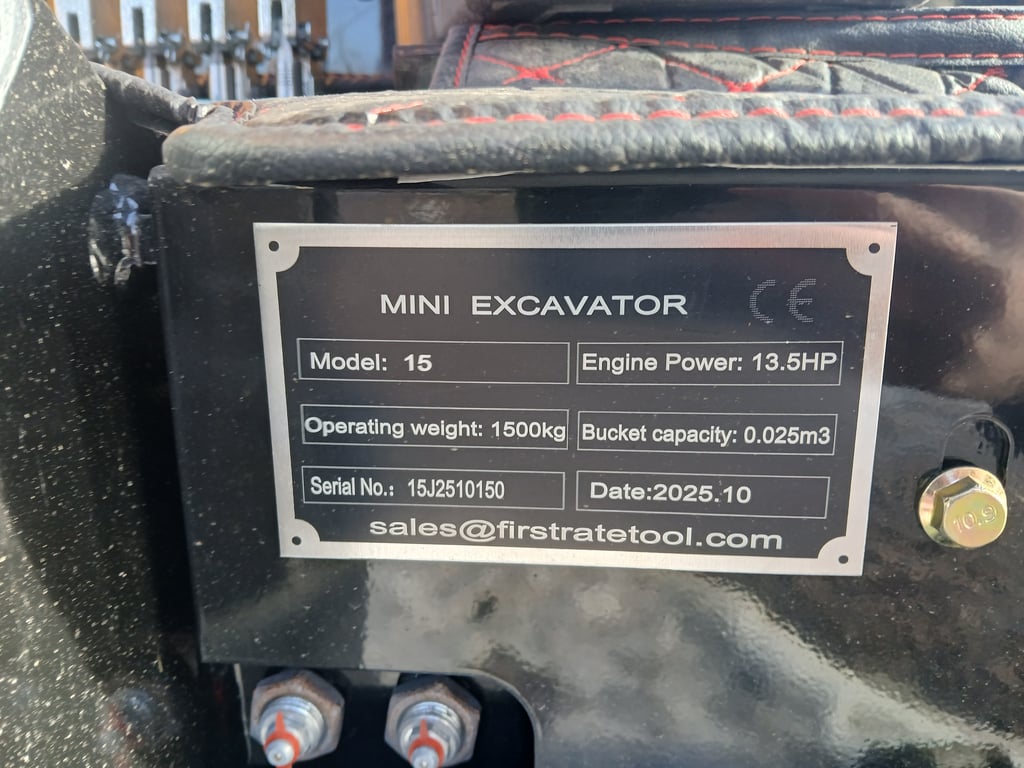 MINI EXCAVATOR CE
Model: 15 Engine Power: 13.5HP
Operating weight: 1500kg Bucket capacity: 0.025m3
Serial No.: 15J2510150 Date:2025.10
sales@firstratetool.com
10.9